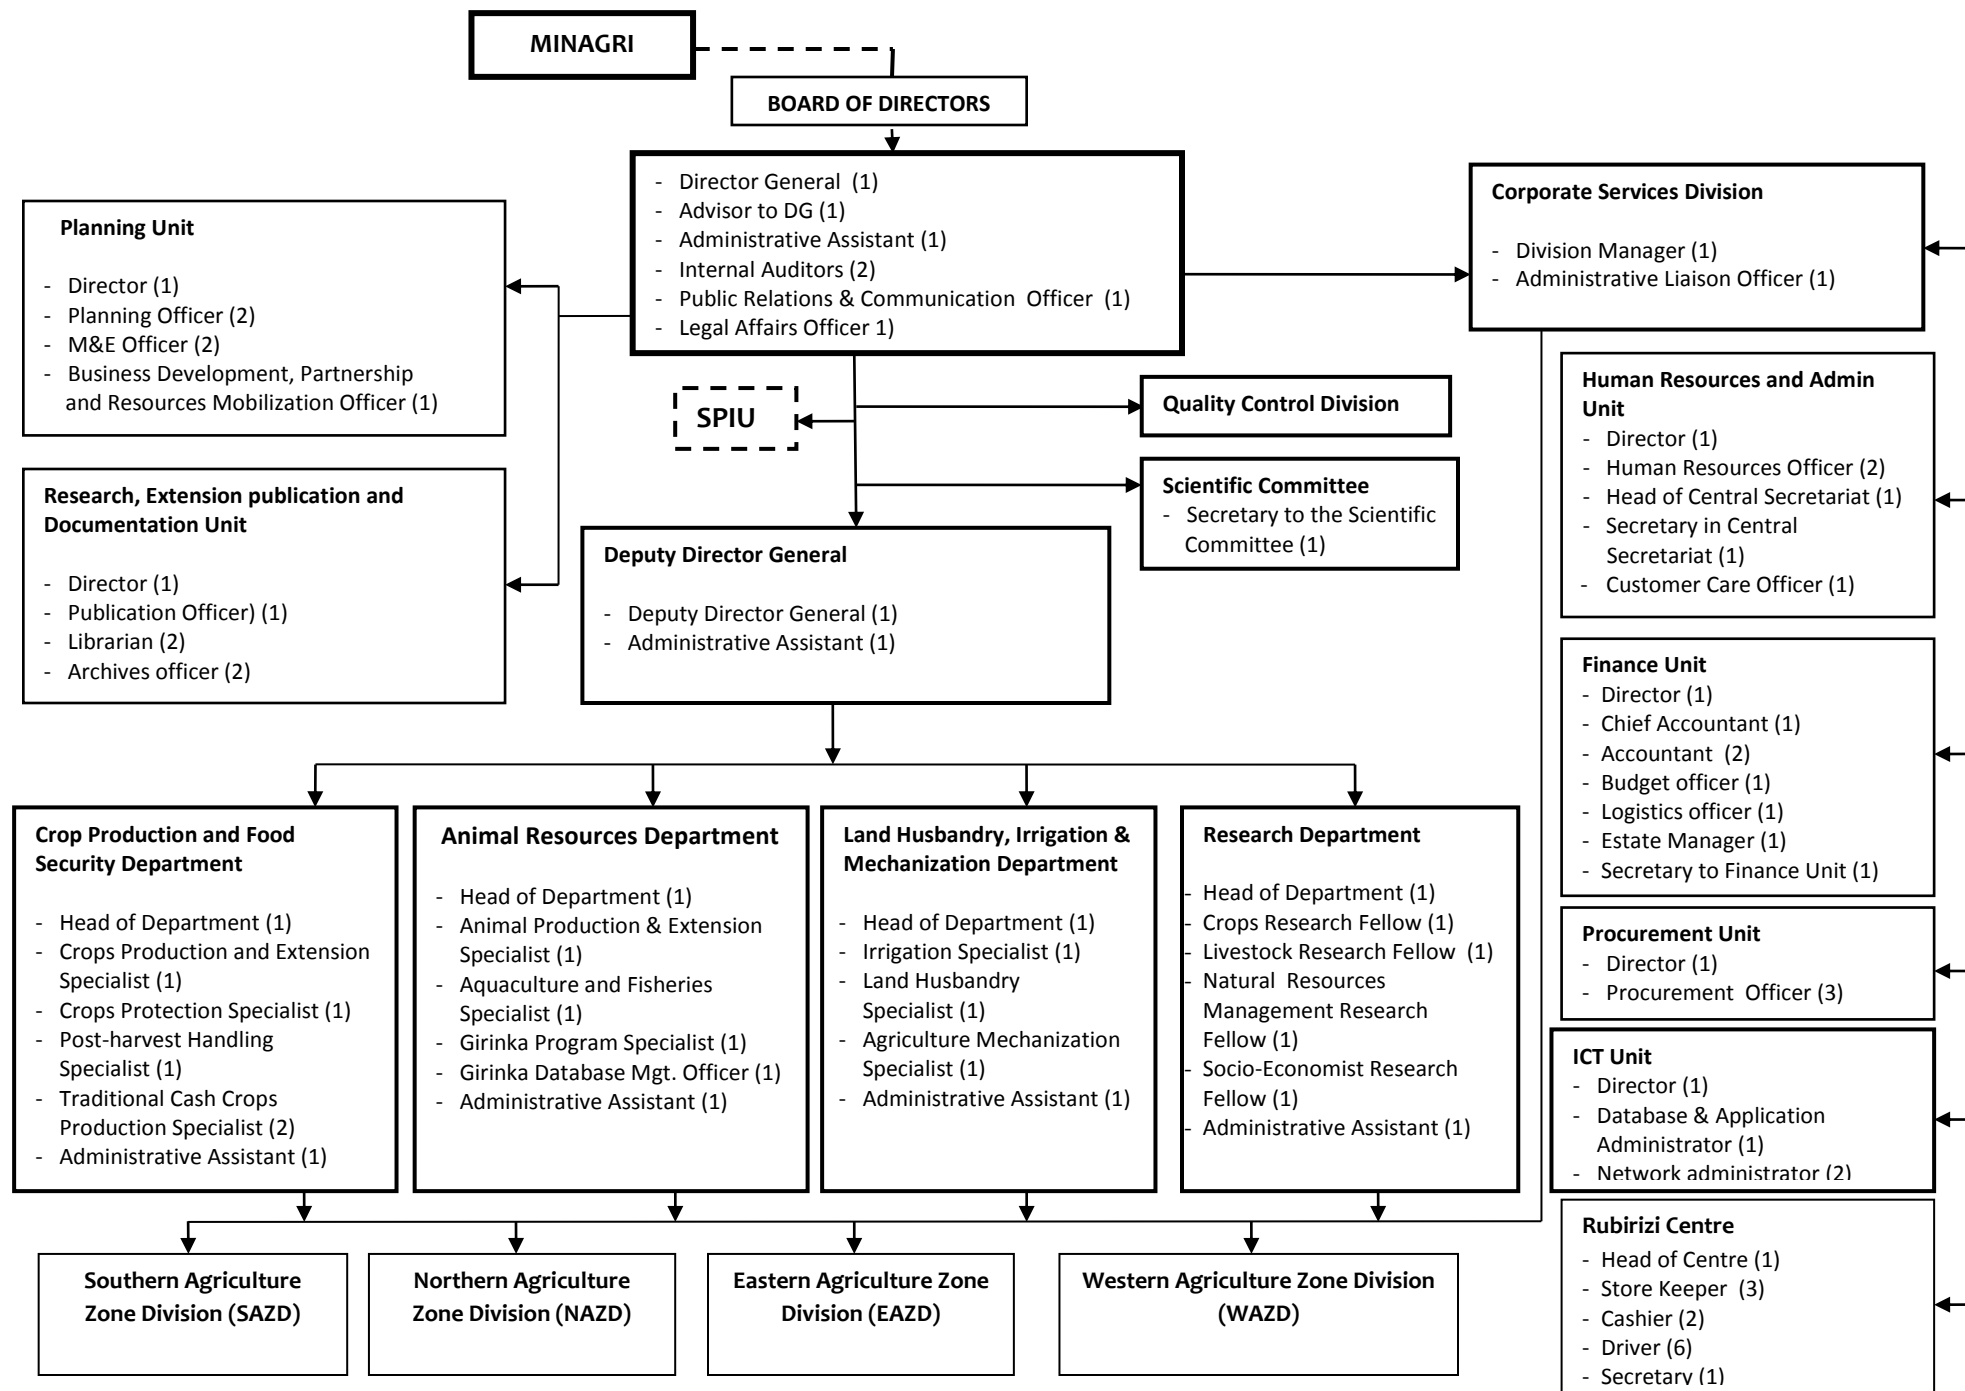 MINAGRI
BOARD OF DIRECTORS
- Director General (1)
- Advisor to DG (1)
- Administrative Assistant (1)
- Internal Auditors (2)
- Public Relations & Communication Officer (1)
- Legal Affairs Officer 1)
Corporate Services Division
- Division Manager (1)
- Administrative Liaison Officer (1)
Planning Unit
- Director (1)
- Planning Officer (2)
- M&E Officer (2)
- Business Development, Partnership
and Resources Mobilization Officer (1)
SPIU
Quality Control Division
Scientific Committee
- Secretary to the Scientific
Committee (1)
Research, Extension publication and
Documentation Unit
- Director (1)
- Publication Officer) (1)
- Librarian (2)
- Archives officer (2)
Deputy Director General
- Deputy Director General (1)
- Administrative Assistant (1)
Human Resources and Admin
Unit
- Director (1)
- Human Resources Officer (2)
- Head of Central Secretariat (1)
- Secretary in Central
Secretariat (1)
- Customer Care Officer (1)
Finance Unit
- Director (1)
- Chief Accountant (1)
- Accountant (2)
- Budget officer (1)
- Logistics officer (1)
- Estate Manager (1)
- Secretary to Finance Unit (1)
Procurement Unit
- Director (1)
- Procurement Officer (3)
ICT Unit
- Director (1)
- Database & Application
Administrator (1)
- Network administrator (2)
Rubirizi Centre
- Head of Centre (1)
- Store Keeper (3)
- Cashier (2)
- Driver (6)
- Secretary (1)
Crop Production and Food
Security Department
- Head of Department (1)
- Crops Production and Extension
Specialist (1)
- Crops Protection Specialist (1)
- Post-harvest Handling
Specialist (1)
- Traditional Cash Crops
Production Specialist (2)
- Administrative Assistant (1)
Animal Resources Department
- Head of Department (1)
- Animal Production & Extension
Specialist (1)
- Aquaculture and Fisheries
Specialist (1)
- Girinka Program Specialist (1)
- Girinka Database Mgt. Officer (1)
- Administrative Assistant (1)
Land Husbandry, Irrigation &
Mechanization Department
- Head of Department (1)
- Irrigation Specialist (1)
- Land Husbandry
Specialist (1)
- Agriculture Mechanization
Specialist (1)
- Administrative Assistant (1)
Research Department
- Head of Department (1)
- Crops Research Fellow (1)
- Livestock Research Fellow (1)
- Natural Resources
Management Research
Fellow (1)
- Socio-Economist Research
Fellow (1)
- Administrative Assistant (1)
Southern Agriculture
Zone Division (SAZD)
Northern Agriculture
Zone Division (NAZD)
Eastern Agriculture Zone
Division (EAZD)
Western Agriculture Zone Division
(WAZD)